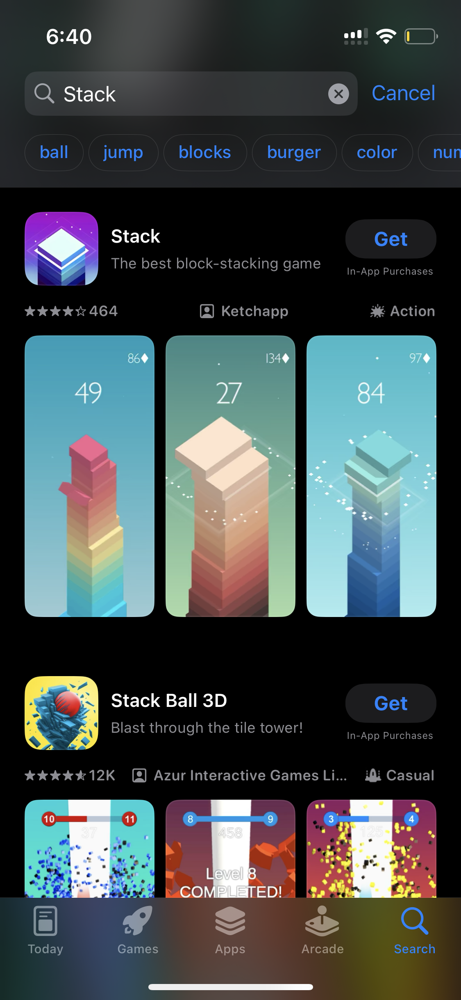 6:40
Stack
Cancel
ball
jump
blocks
burger
color
num
Stack
The best block-stacking game
Get
In-App Purchases
464
Ketchapp
Action
86
49
134
27
97
84
Stack Ball 3D
Blast through the tile tower!
Get
In-App Purchases
12K
Azur Interactive Games Li...
Casual
10
11
37
8
9
458
Level 8
COMPLETED!
3
4
125
Today
Games
Apps
Arcade
Search